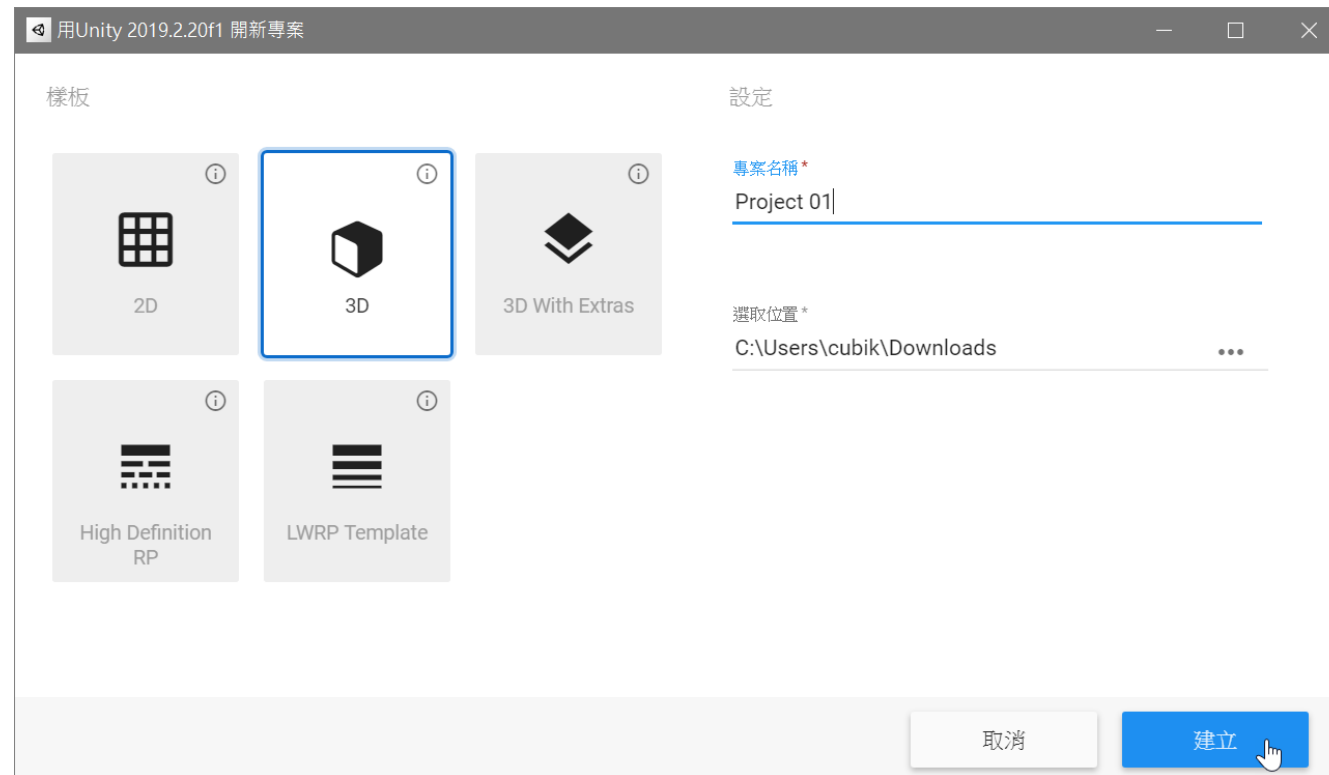 用Unity 2019.2.20f1 開新專案
樣板
設定
2D
3D
3D With Extras
High Definition
RP
LWRP Template
專案名稱*
Project 01
選取位置*
C:\Users\cubik\Downloads
取消
建立